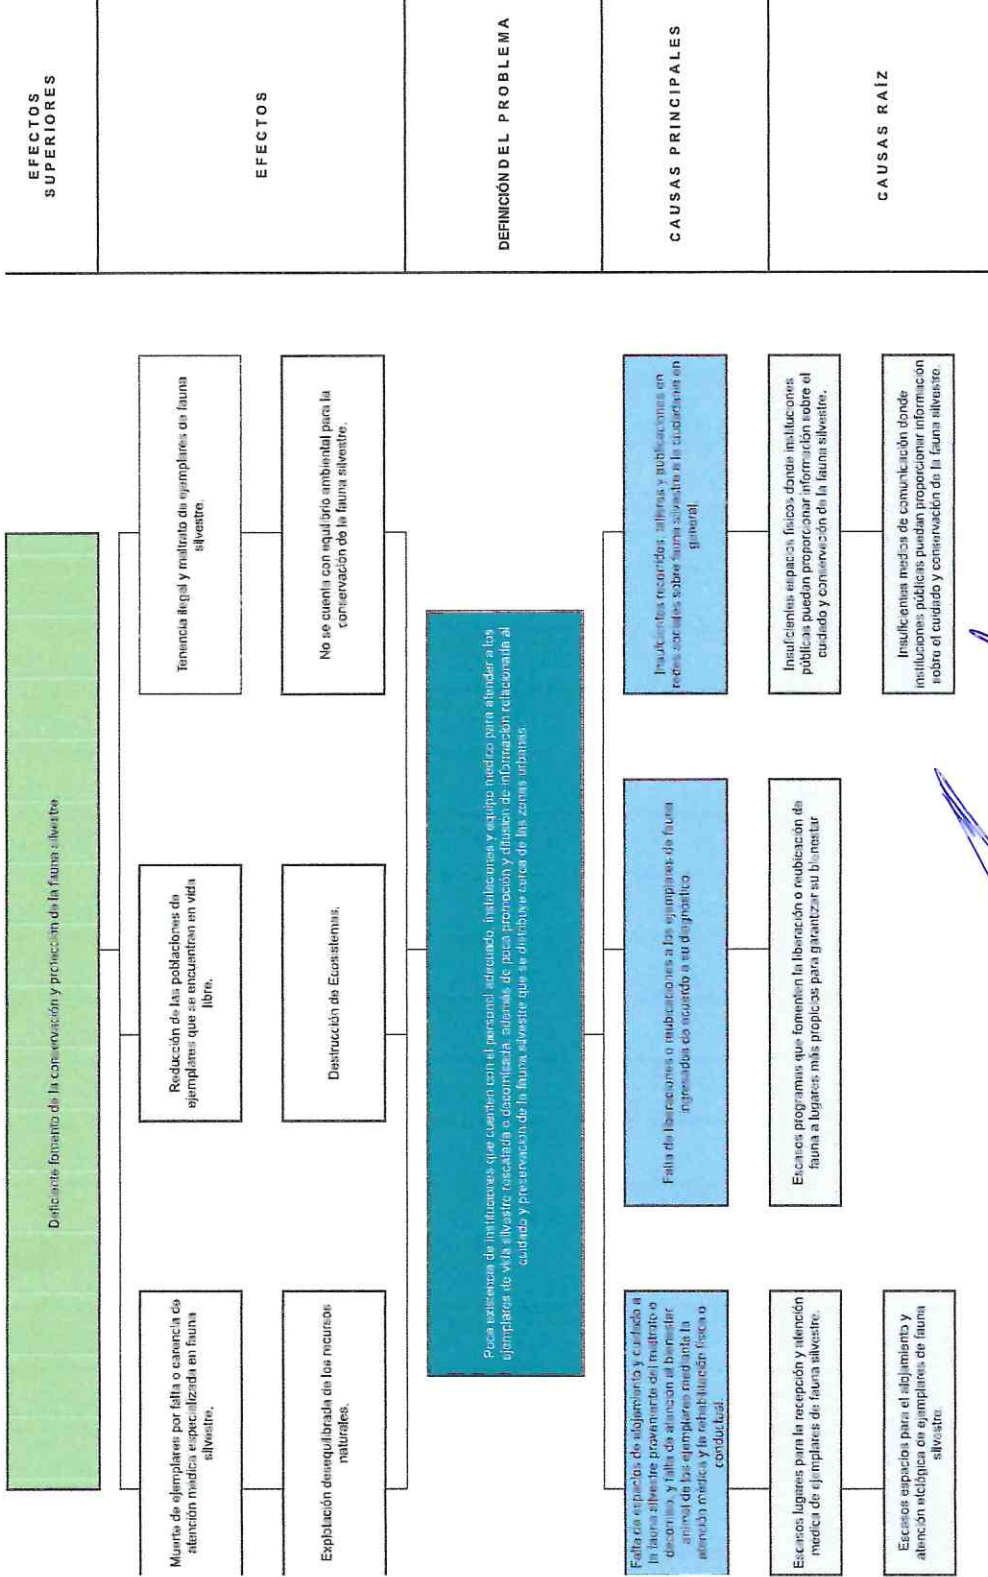 EFECTOS
SUPERIORES
Deficiente fomento de la conservación y protección de la fauna silvestre
EFECTOS
Muerte de ejemplares por falta o carencia de
atención medica especializada en fauna
silvestre.
Reducción de las poblaciones de
ejemplares que se encuentran en vida
libre.
Tenencia ilegal y maltrato de ejemplares de fauna
silvestre.
Explotación desequilibrada de los recursos
naturales.
Destrucción de Ecosistemas.
No se cuenta con equilibrio ambiental para la
conservación de la fauna silvestre.
DEFINICIÓN DEL PROBLEMA
Poca existencia de instituciones que cuenten con el personal adecuado, instalaciones y equipo medico para atender a los
ejemplares de vida silvestre rescatada o decomisada, además de poca promoción y difusión de información relacionada al
cuidado y preservacion de la fauna silvestre que se distribuye cerca de las zonas urbanas.
CAUSAS PRINCIPALES
Falta de espacios de alojamiento y cuidado a
la fauna silvestre proveniente del maltrato o
decomiso, y falta de atencion al bienestar
animal de los ejemplares mediante la
atención médica y la rehabilitación física o
conductual.
Falta de liberaciones o reubicaciones a los ejemplares de fauna
ingresados de acuerdo a su diagnóstico
Insuficientes recorridos, talleres y publicaciones en
redes sociales sobre fauna silvestre a la ciudadania en
general.
CAUSAS RAÍZ
Escasos lugares para la recepción y atención
medica de ejemplares de fauna silvestre.
Escasos programas que fomenten la liberación o reubicación de
fauna a lugares más propicios para garantizar su bienestar
Insuficientes espacios físicos donde instituciones
públicas puedan proporcionar información sobre el
cuidado y conservación de la fauna silvestre.
Escasos espacios para el alojamiento y
atención etológica de ejemplares de fauna
silvestre.
Insuficientes medios de comunicación donde
instituciones públicas puedan proporcionar información
sobre el cuidado y conservación de la fauna silvestre.